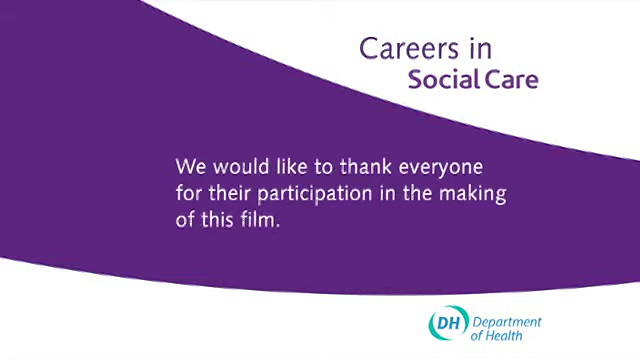 Careers in
Social Care
We would like to thank everyone
for their participation in the making
of this film.
DH Department
of Health